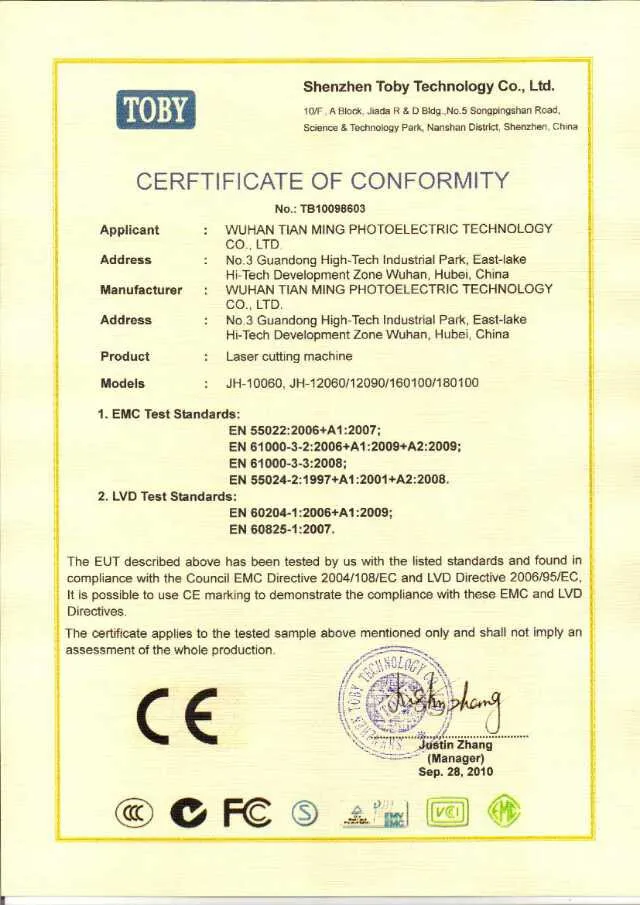 TOBY
Shenzhen Toby Technology Co., Ltd.
10/F , A Block, Jiada R & D Bldg.,No.5 Songpingshan Road,
Science & Technology Park, Nanshan District, Shenzhen, China
CERFTIFICATE OF CONFORMITY
No.: TB10098603
Applicant : WUHAN TIAN MING PHOTOELECTRIC TECHNOLOGY
CO., LTD.
Address : No.3 Guandong High-Tech Industrial Park, East-lake
Hi-Tech Development Zone Wuhan, Hubei, China
Manufacturer : WUHAN TIAN MING PHOTOELECTRIC TECHNOLOGY
CO., LTD.
Address : No.3 Guandong High-Tech Industrial Park, East-lake
Hi-Tech Development Zone Wuhan, Hubei, China
Product : Laser cutting machine
Models : JH-10060, JH-12060/12090/160100/180100
1. EMC Test Standards:
EN 55022:2006+A1:2007;
EN 61000-3-2:2006+A1:2009+A2:2009;
EN 61000-3-3:2008;
EN 55024-2:1997+A1:2001+A2:2008.
2. LVD Test Standards:
EN 60204-1:2006+A1:2009;
EN 60825-1:2007.
The EUT described above has been tested by us with the listed standards and found in
compliance with the Council EMC Directive 2004/108/EC and LVD Directive 2006/95/EC,
It is possible to use CE marking to demonstrate the compliance with these EMC and LVD
Directives.
The certificate applies to the tested sample above mentioned only and shall not imply an
assessment of the whole production.
CE
SHENZHEN TOBY TECHNOLOGY CO
Justin Zhang
(Manager)
Sep. 28, 2010
CCC FC S EMV EMC VCI EMC